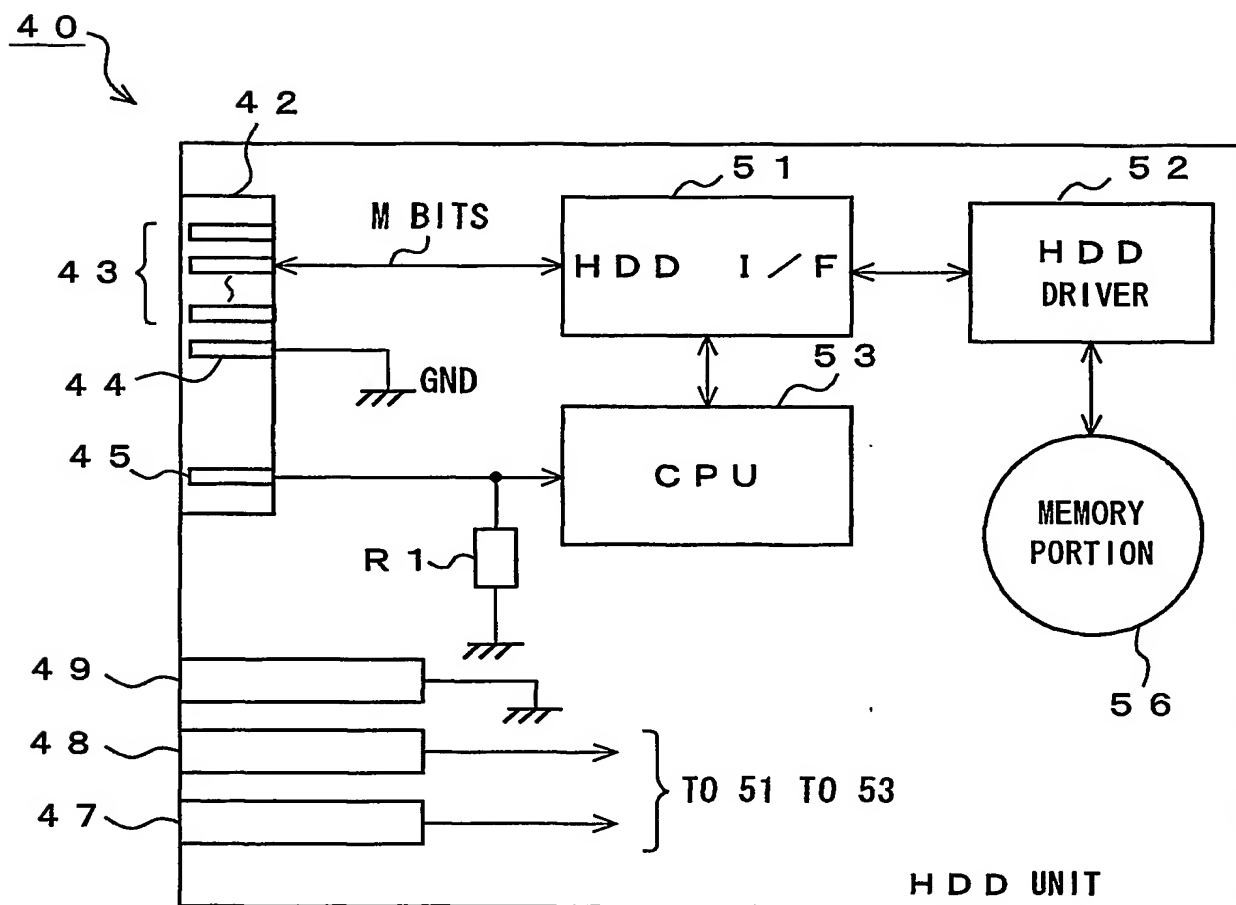 40
42
51
52
M BITS
43
HDD I/F
HDD
DRIVER
44
GND
53
45
CPU
MEMORY
PORTION
R1
49
56
48
TO 51 TO 53
47
HDD UNIT